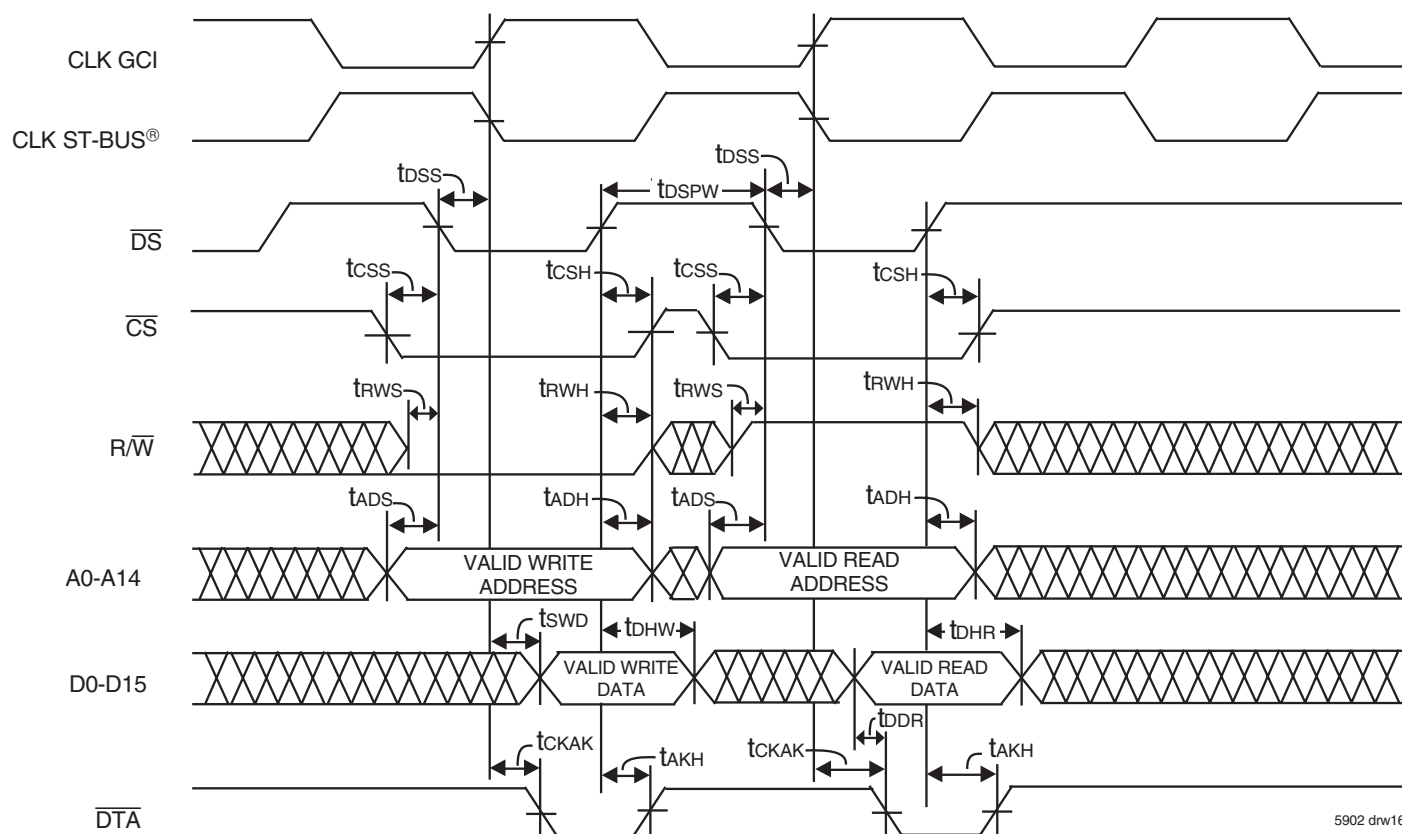 CLK GCI
CLK ST-BUS®
tDSS
tDSPW
tDSS
DS
tCSS
tCSH
tCSS
tCSH
CS
tRWS
tRWH
tRWS
tRWH
R/W
tADS
tADH
tADS
tADH
A0-A14
VALID WRITE
ADDRESS
VALID READ
ADDRESS
tSWD
tDHW
tDHR
D0-D15
VALID WRITE
DATA
VALID READ
DATA
tDDR
tCKAK
tAKH
tCKAK
tAKH
DTA
5902 drw16